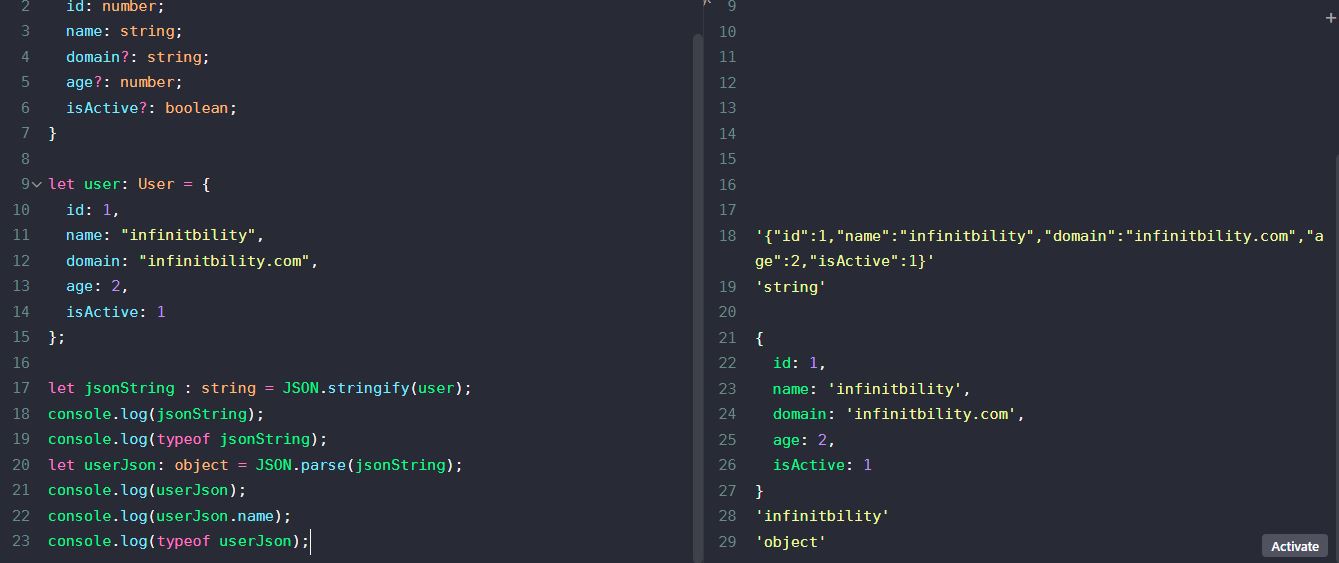 2 id: number;
3 name: string;
4 domain?: string;
5 age?: number;
6 isActive?: boolean;
7 }
8
9 let user: User = {
10 id: 1,
11 name: "infinitbility",
12 domain: "infinitbility.com",
13 age: 2,
14 isActive: 1
15 };
16
17 let jsonString : string = JSON.stringify(user);
18 console.log(jsonString);
19 console.log(typeof jsonString);
20 let userJson: object = JSON.parse(jsonString);
21 console.log(userJson);
22 console.log(userJson.name);
23 console.log(typeof userJson);
9
10
11
12
13
14
15
16
17
18 '{"id":1,"name":"infinitbility","domain":"infinitbility.com","a
ge":2,"isActive":1}'
19 'string'
20
21 {
22 id: 1,
23 name: 'infinitbility',
24 domain: 'infinitbility.com',
25 age: 2,
26 isActive: 1
27 }
28 'infinitbility'
29 'object'
+
Activate